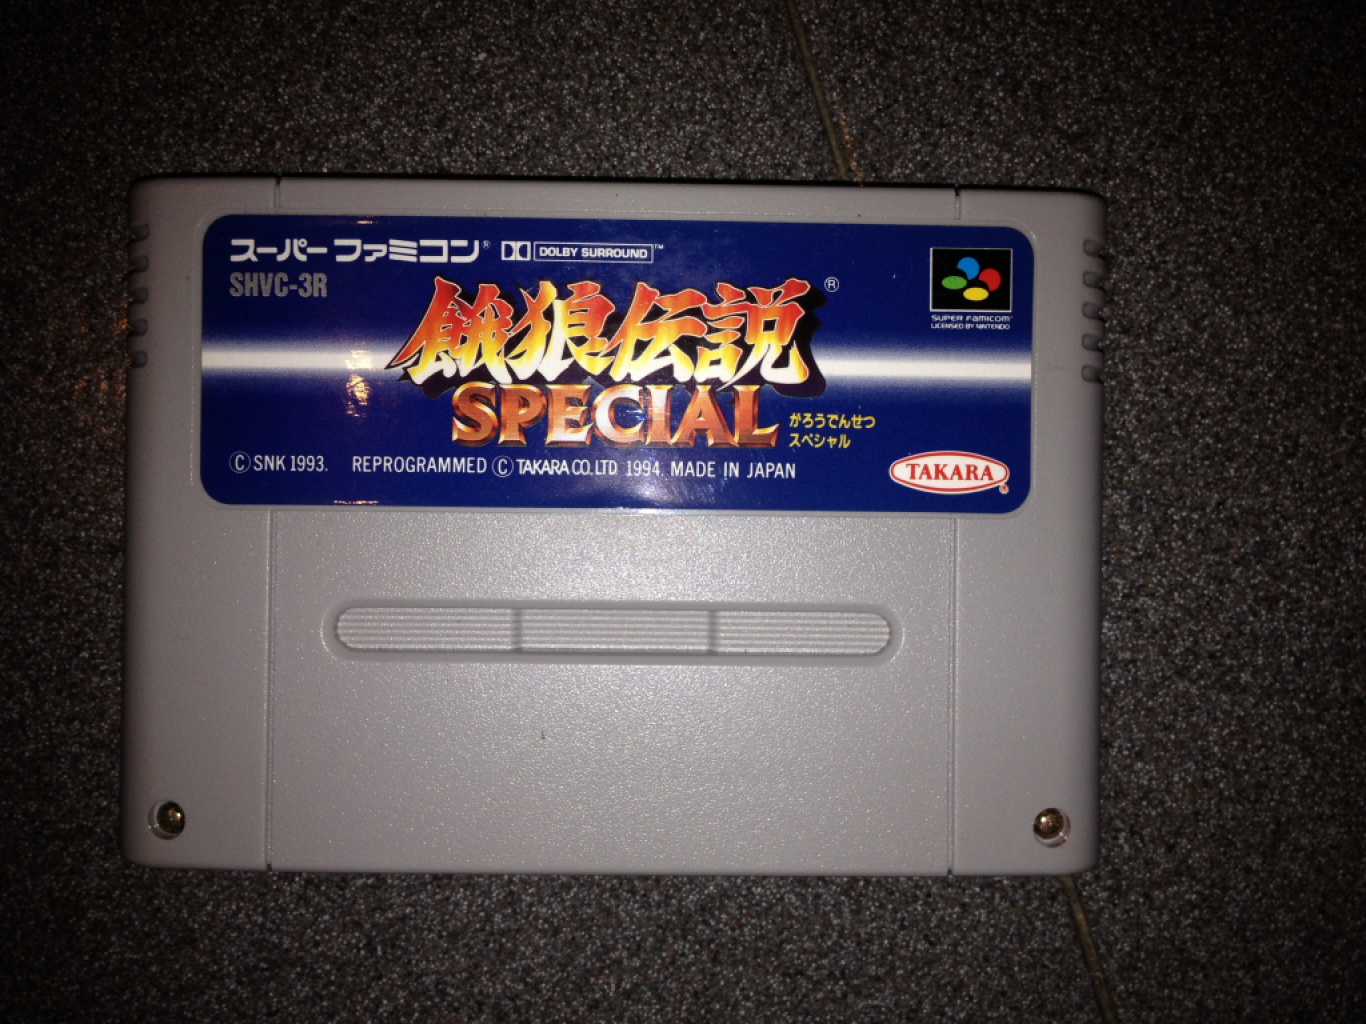 スーパーファミコン® DOLBY SURROUND™
SHVC-3R
餓狼伝説®
SPECIAL
がろうでんせつ
スペシャル
SUPER FAMICOM
LICENSED BY NINTENDO
© SNK 1993. REPROGRAMMED © TAKARA CO.LTD 1994. MADE IN JAPAN
TAKARA®